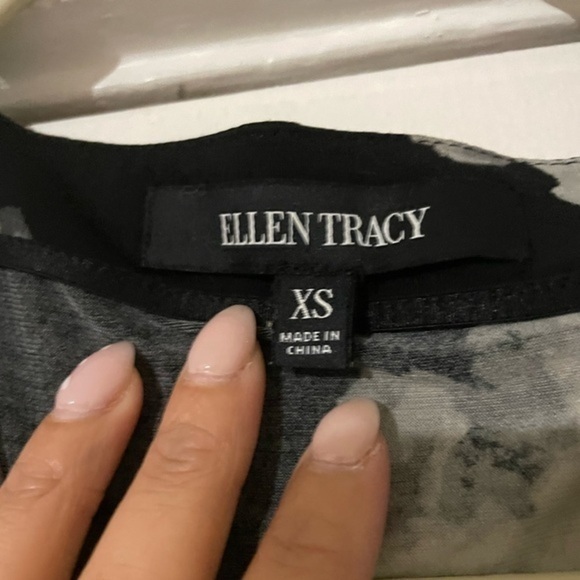 ELLEN TRACY
XS
MADE IN
CHINA